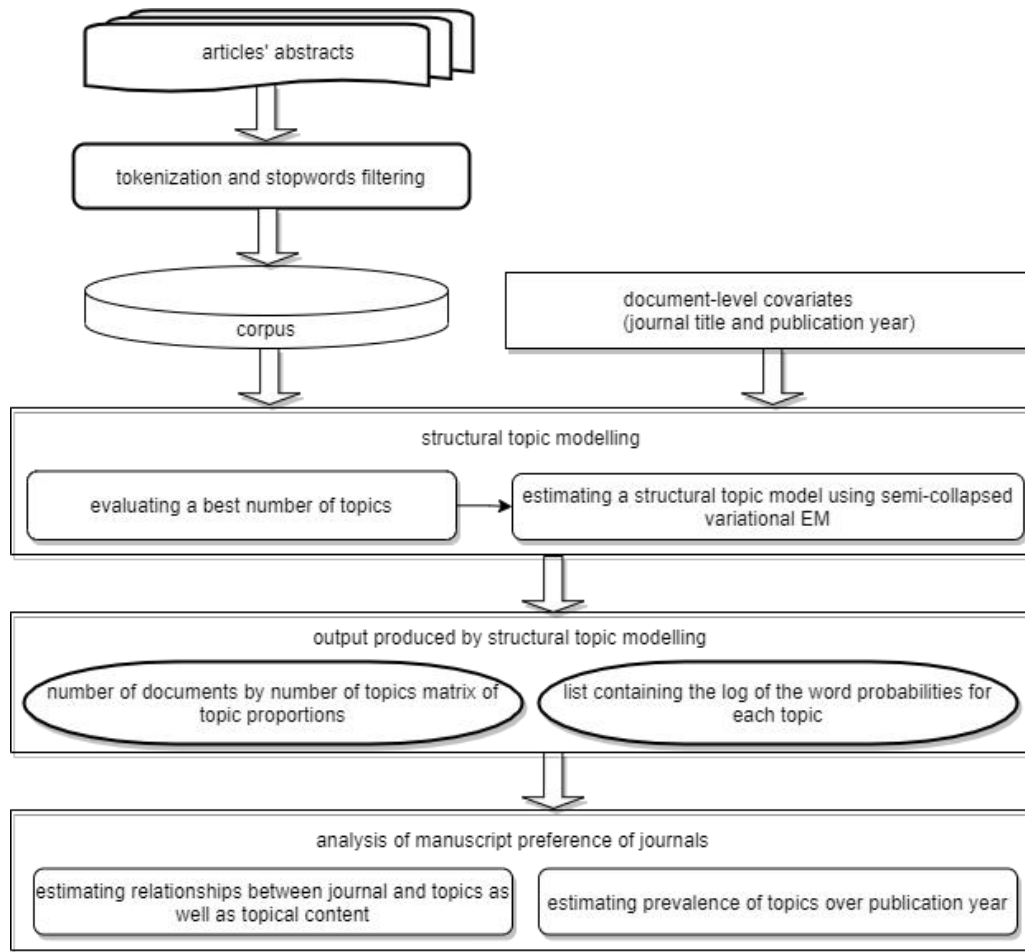 articles' abstracts
tokenization and stopwords filtering
corpus
document-level covariates
(journal title and publication year)
structural topic modelling
evaluating a best number of topics
estimating a structural topic model using semi-collapsed
variational EM
output produced by structural topic modelling
number of documents by number of topics matrix of
topic proportions
list containing the log of the word probabilities for
each topic
analysis of manuscript preference of journals
estimating relationships between journal and topics as
well as topical content
estimating prevalence of topics over publication year